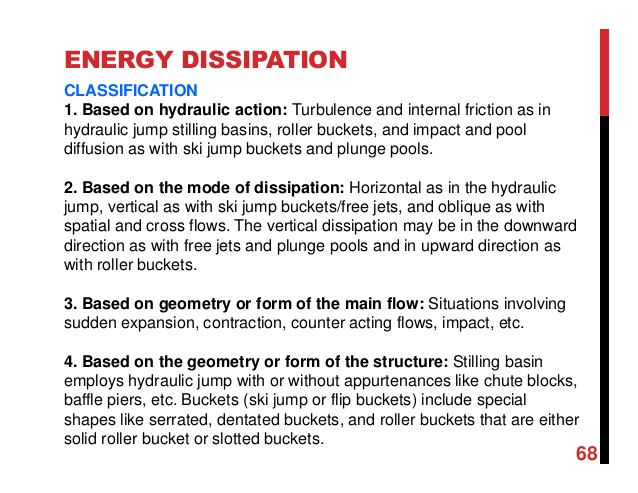 ENERGY DISSIPATION
CLASSIFICATION
1. Based on hydraulic action: Turbulence and internal friction as in
hydraulic jump stilling basins, roller buckets, and impact and pool
diffusion as with ski jump buckets and plunge pools.
2. Based on the mode of dissipation: Horizontal as in the hydraulic
jump, vertical as with ski jump buckets/free jets, and oblique as with
spatial and cross flows. The vertical dissipation may be in the downward
direction as with free jets and plunge pools and in upward direction as
with roller buckets.
3. Based on geometry or form of the main flow: Situations involving
sudden expansion, contraction, counter acting flows, impact, etc.
4. Based on the geometry or form of the structure: Stilling basin
employs hydraulic jump with or without appurtenances like chute blocks,
baffle piers, etc. Buckets (ski jump or flip buckets) include special
shapes like serrated, dentated buckets, and roller buckets that are either
solid roller bucket or slotted buckets.
68